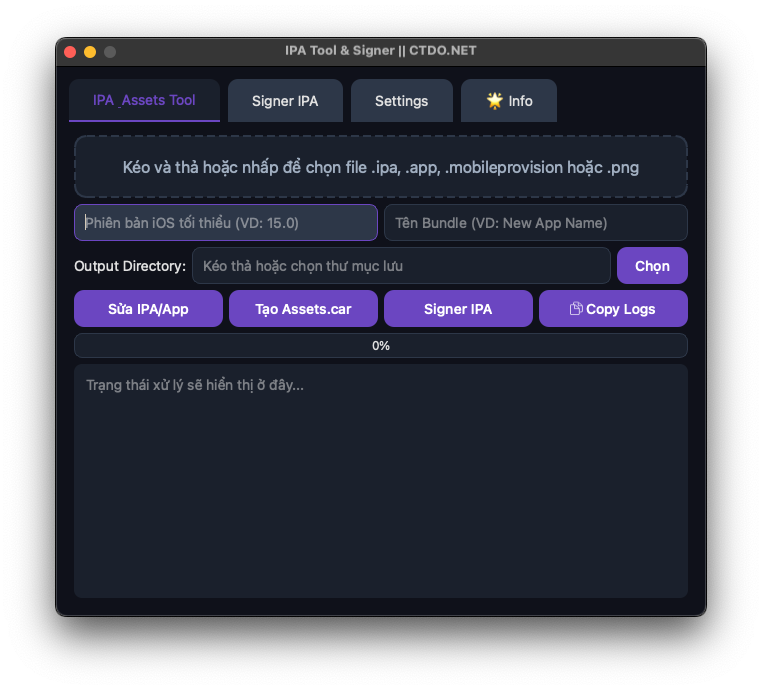 IPA Tool & Signer || CTDO.NET
IPA_Assets Tool
Signer IPA
Settings
🌟 Info
Kéo và thả hoặc nhấp để chọn file .ipa, .app, .mobileprovision hoặc .png
Phiên bản iOS tối thiểu (VD: 15.0)
Tên Bundle (VD: New App Name)
Output Directory:
Kéo thả hoặc chọn thư mục lưu
Chọn
Sửa IPA/App
Tạo Assets.car
Signer IPA
Copy Logs
0%
Trạng thái xử lý sẽ hiển thị ở đây...